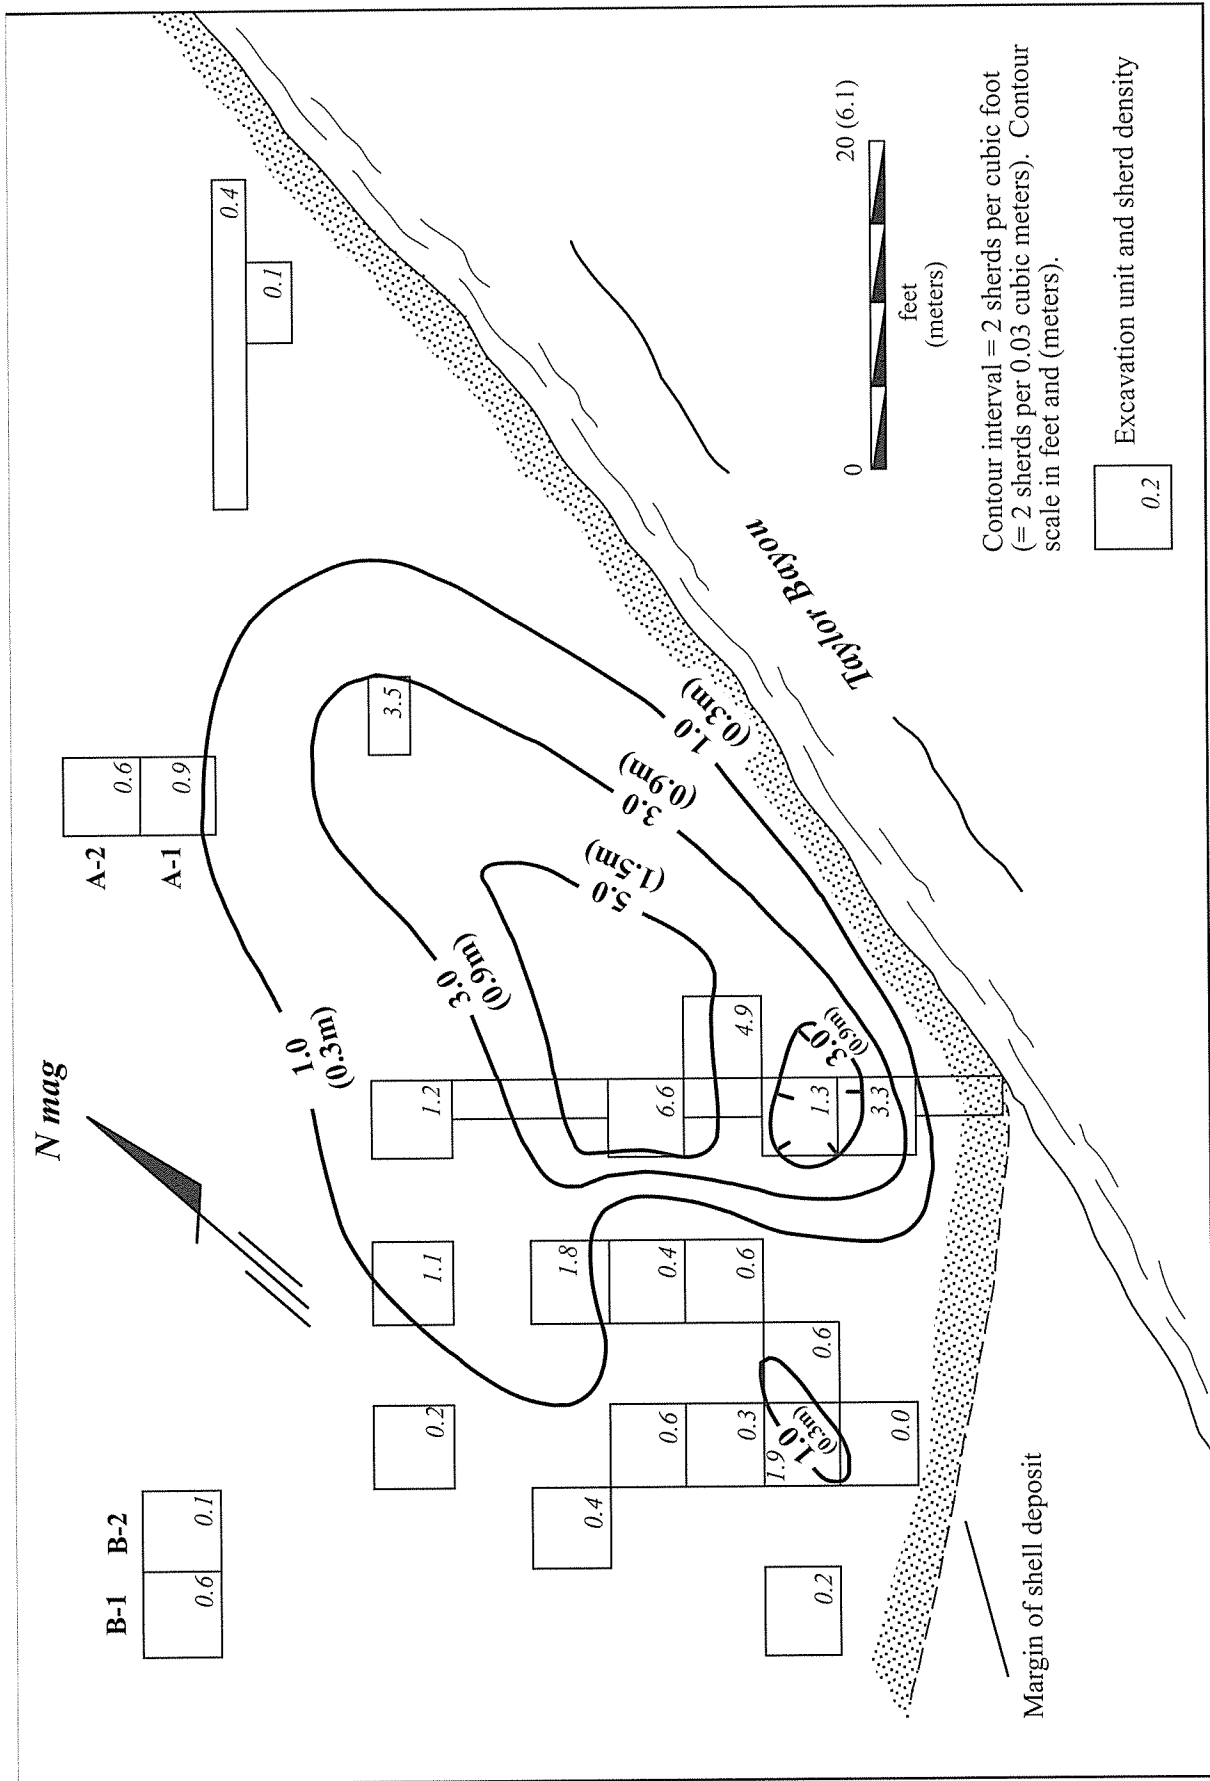 N mag
A-2
0.6
A-1
0.9
0.4
0.1
B-1 B-2
0.6
0.1
1.0
(0.3m)
0.2
1.1
1.2
3.5
3.0
(0.9m)
5.0
(1.5m)
3.0
(0.9m)
1.0
(0.3m)
0.4
1.8
0.6
0.4
6.6
0.3
0.6
4.9
1.9
1.0
(0.3m)
0.6
1.3
3.0
(0.9m)
0.2
0.0
3.3
Taylor Bayou
0
20 (6.1)
feet
(meters)
Contour interval = 2 sherds per cubic foot
(= 2 sherds per 0.03 cubic meters). Contour
scale in feet and (meters).
0.2
Excavation unit and sherd density
Margin of shell deposit